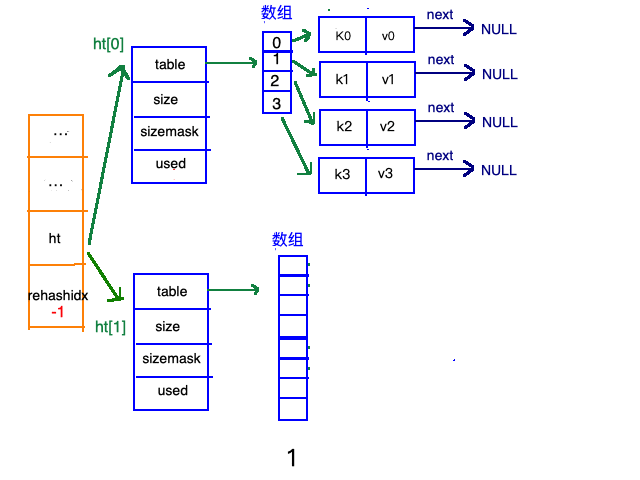 数组
ht[0]
table
size
sizemask
used
0
1
2
3
K0 v0
next
NULL
k1 v1
next
NULL
k2 v2
next
NULL
k3 v3
next
NULL
...
...
ht
rehashidx
-1
数组
ht[1]
table
size
sizemask
used
1